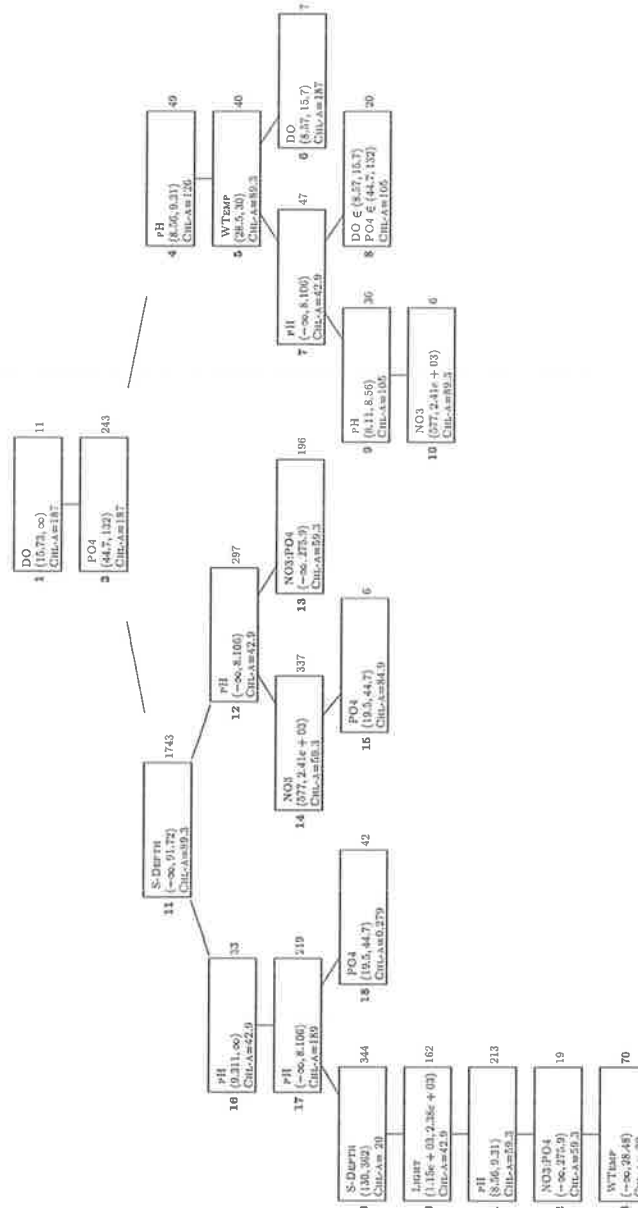 11
DO
(15.73, ∞)
1 CHL-A=187
243
PO4
(44.7, 132)
CHL-A=187
49
PH
(8.56, 9.31)
4 CHL-A=126
40
WTEMP
(28.5, 30)
5 CHL-A=89.3
7
DO
(8.57, 15.7)
6 CHL-A=187
47
PH
(−∞, 8.106)
7 CHL-A=42.9
20
DO ∈ (8.57, 15.7)
PO4 ∈ (44.7, 132)
8 CHL-A=105
36
PH
(8.11, 8.56)
9 CHL-A=105
6
NO3
(577, 2.41e + 03)
10 CHL-A=89.3
1743
S-DEPTH
(−∞, 91.72)
11 CHL-A=89.3
297
PH
(−∞, 8.106)
12 CHL-A=42.9
196
NO3:PO4
(−∞, 275.9)
13 CHL-A=59.3
337
NO3
(577, 2.41e + 03)
14 CHL-A=59.3
6
PO4
(19.5, 44.7)
15 CHL-A=84.9
33
PH
(9.311, ∞)
16 CHL-A=42.9
219
PH
(−∞, 8.106)
17 CHL-A=189
42
PO4
(19.5, 44.7)
18 CHL-A=0.279
344
S-DEPTH
(130, 362)
CHL-A= 20
162
LIGHT
(1.15e + 03, 2.38e + 03)
CHL-A=42.9
213
PH
(8.56, 9.31)
CHL-A=59.3
19
NO3:PO4
(−∞, 275.9)
CHL-A=59.3
70
WTEMP
(−∞, 28.48)